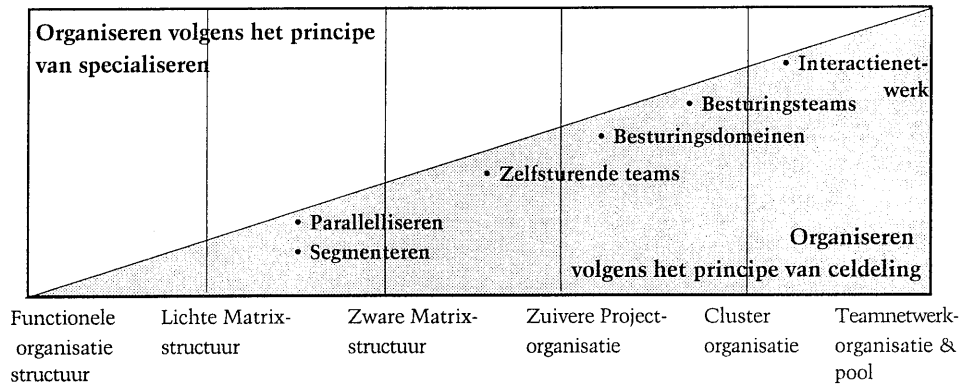 Organiseren volgens het principe
van specialiseren
• Interactienet-
werk
• Besturingsteams
• Besturingsdomeinen
• Zelfsturende teams
• Parallelliseren
• Segmenteren
Organiseren
volgens het principe van celdeling
Functionele
organisatie
structuur
Lichte Matrix-
structuur
Zware Matrix-
structuur
Zuivere Project-
organisatie
Cluster
organisatie
Teamnetwerk-
organisatie &
pool